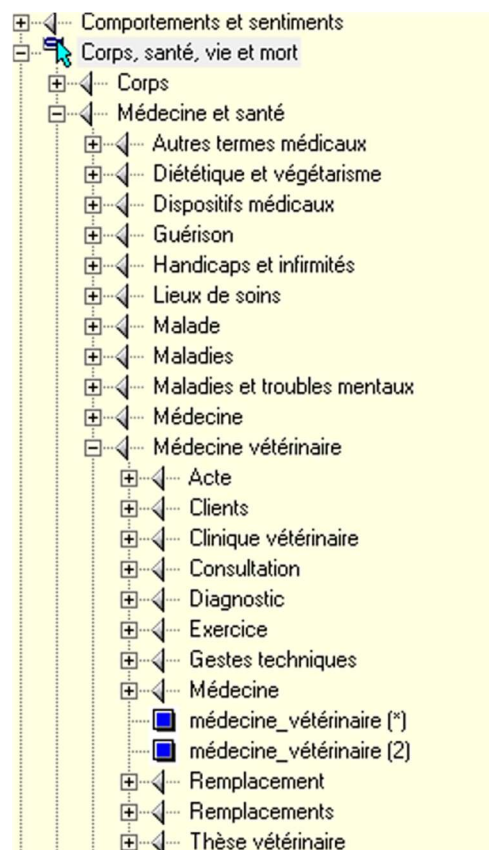 Comportements et sentiments
Corps, santé, vie et mort
Corps
Médecine et santé
Autres termes médicaux
Diététique et végétarisme
Dispositifs médicaux
Guérison
Handicaps et infirmités
Lieux de soins
Malade
Maladies
Maladies et troubles mentaux
Médecine
Médecine vétérinaire
Acte
Clients
Clinique vétérinaire
Consultation
Diagnostic
Exercice
Gestes techniques
Médecine
médecine_vétérinaire (*)
médecine_vétérinaire (2)
Remplacement
Remplacements
Thèse vétérinaire